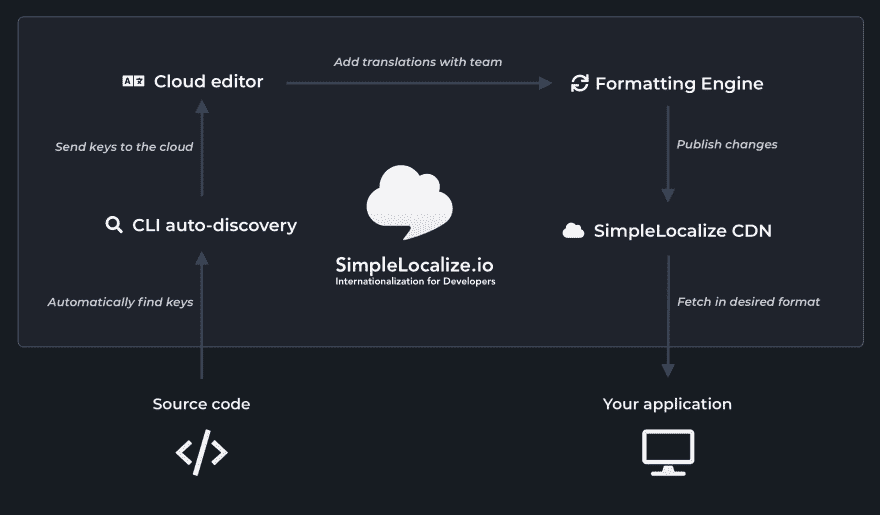 Add translations with team
Cloud editor
Formatting Engine
Send keys to the cloud
Publish changes
CLI auto-discovery
SimpleLocalize CDN
SimpleLocalize.io
Internationalization for Developers
Automatically find keys
Fetch in desired format
Source code
Your application